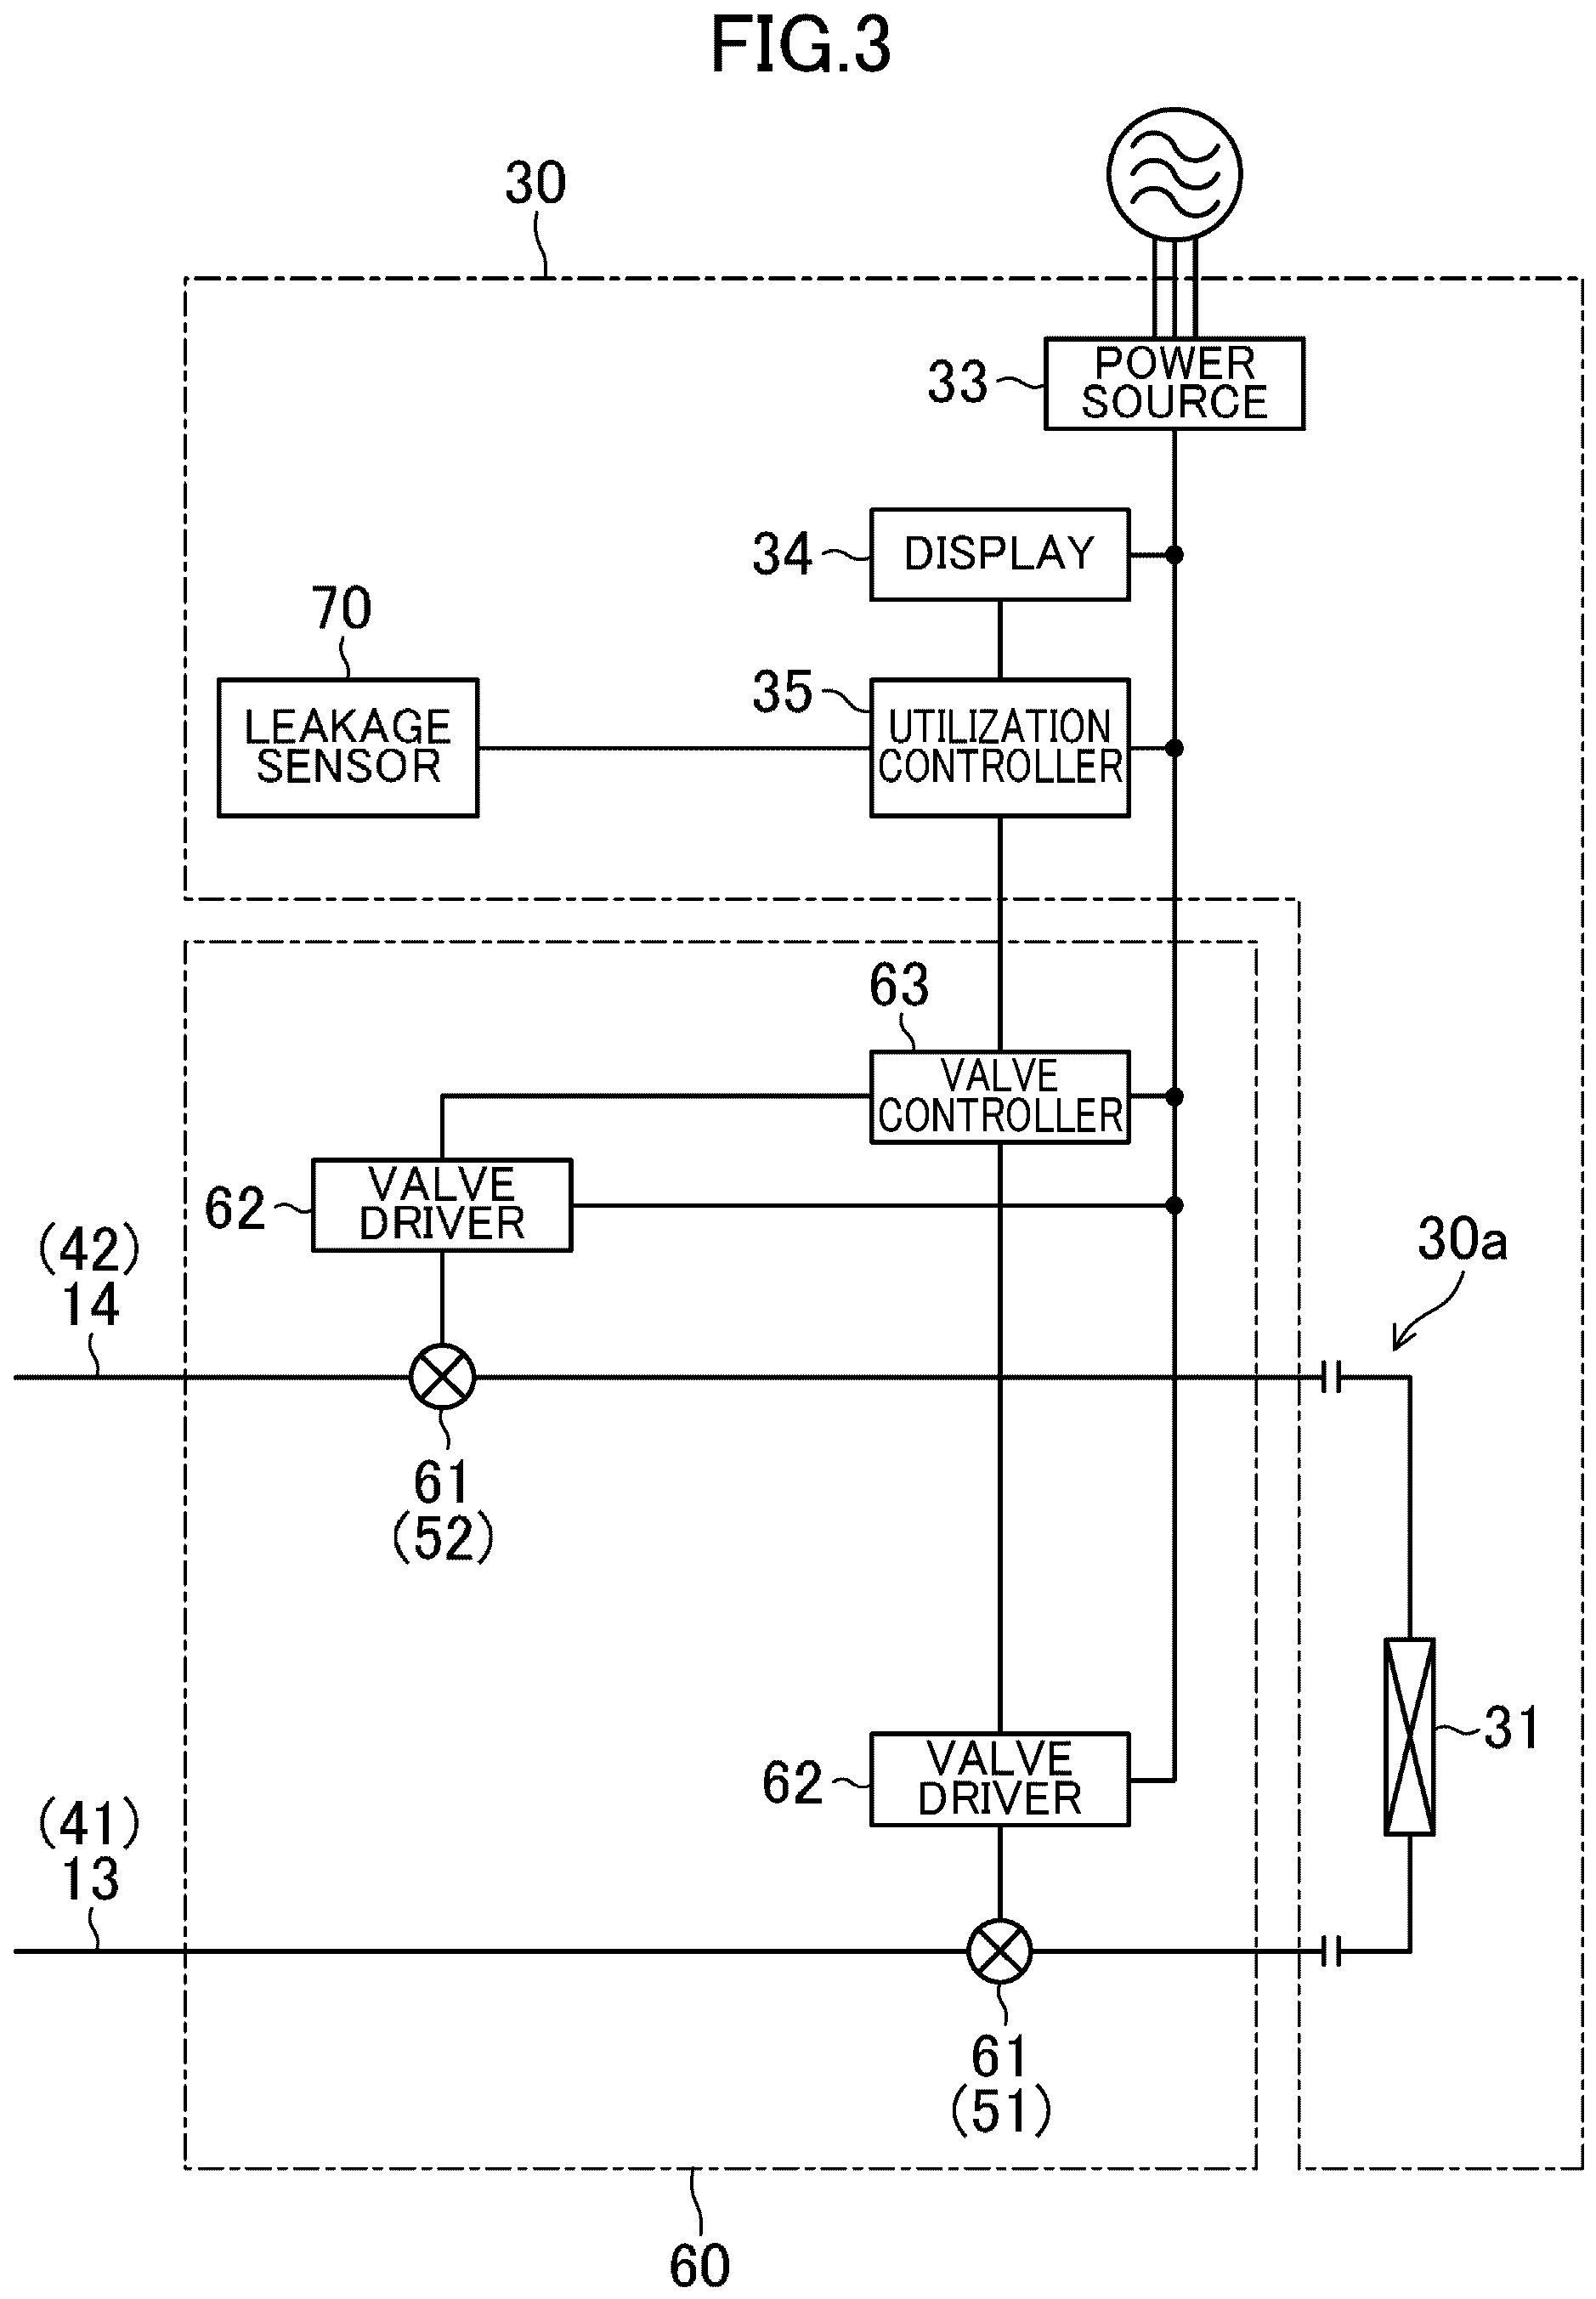 FIG.3
30
33
POWER
SOURCE
34
DISPLAY
70
LEAKAGE
SENSOR
35
UTILIZATION
CONTROLLER
63
VALVE
CONTROLLER
62
VALVE
DRIVER
(42)
14
30a
61
(52)
31
62
VALVE
DRIVER
(41)
13
61
(51)
60